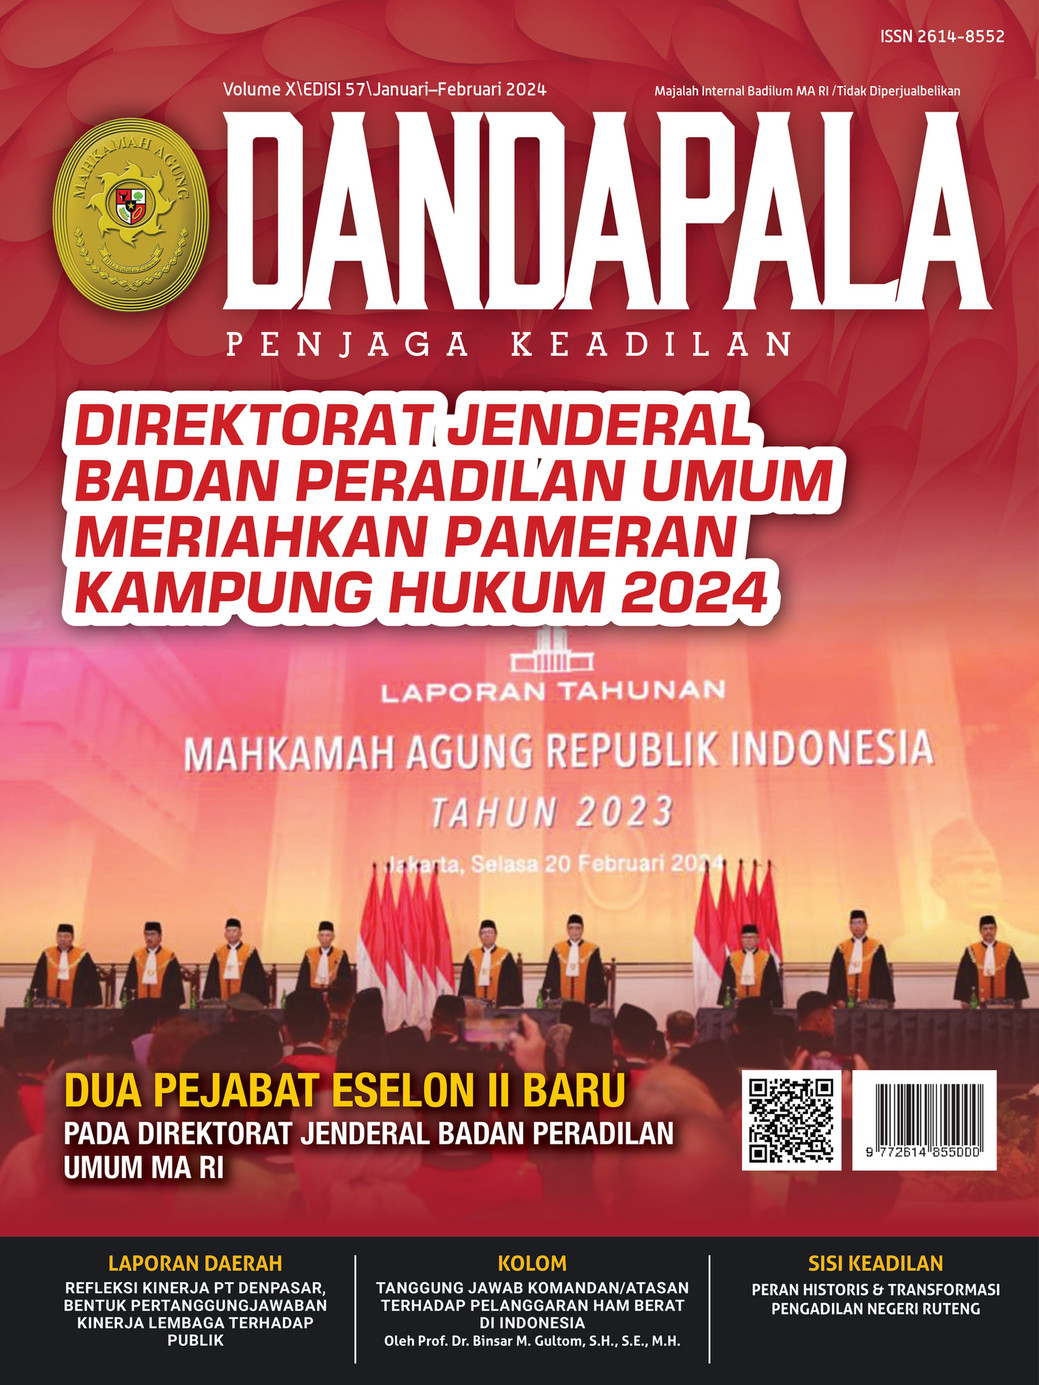 ISSN 2614-8552
Volume X\EDISI 57\Januari–Februari 2024
Majalah Internal Badilum MA RI /Tidak Diperjualbelikan
MAHKAMAH AGUNG
DANDAPALA
PENJAGA KEADILAN
DIREKTORAT JENDERAL
BADAN PERADILAN UMUM
MERIAHKAN PAMERAN
KAMPUNG HUKUM 2024
LAPORAN TAHUNAN
MAHKAMAH AGUNG REPUBLIK INDONESIA
TAHUN 2023
Jakarta, Selasa 20 Februari 2024
DUA PEJABAT ESELON II BARU
PADA DIREKTORAT JENDERAL BADAN PERADILAN
UMUM MA RI
9 772614 855000
LAPORAN DAERAH
REFLEKSI KINERJA PT DENPASAR,
BENTUK PERTANGGUNGJAWABAN
KINERJA LEMBAGA TERHADAP
PUBLIK
KOLOM
TANGGUNG JAWAB KOMANDAN/ATASAN
TERHADAP PELANGGARAN HAM BERAT
DI INDONESIA
Oleh Prof. Dr. Binsar M. Gultom, S.H., S.E., M.H.
SISI KEADILAN
PERAN HISTORIS & TRANSFORMASI
PENGADILAN NEGERI RUTENG